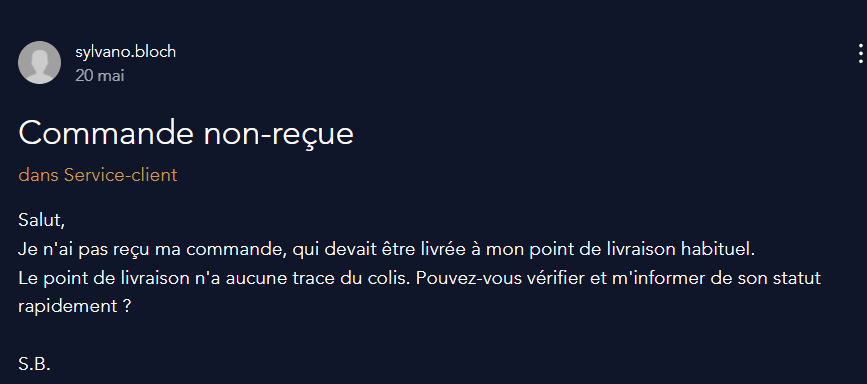 sylvano.bloch
20 mai
Commande non-reçue
dans Service-client
Salut,
Je n'ai pas reçu ma commande, qui devait être livrée à mon point de livraison habituel.
Le point de livraison n'a aucune trace du colis. Pouvez-vous vérifier et m'informer de son statut
rapidement ?
S.B.